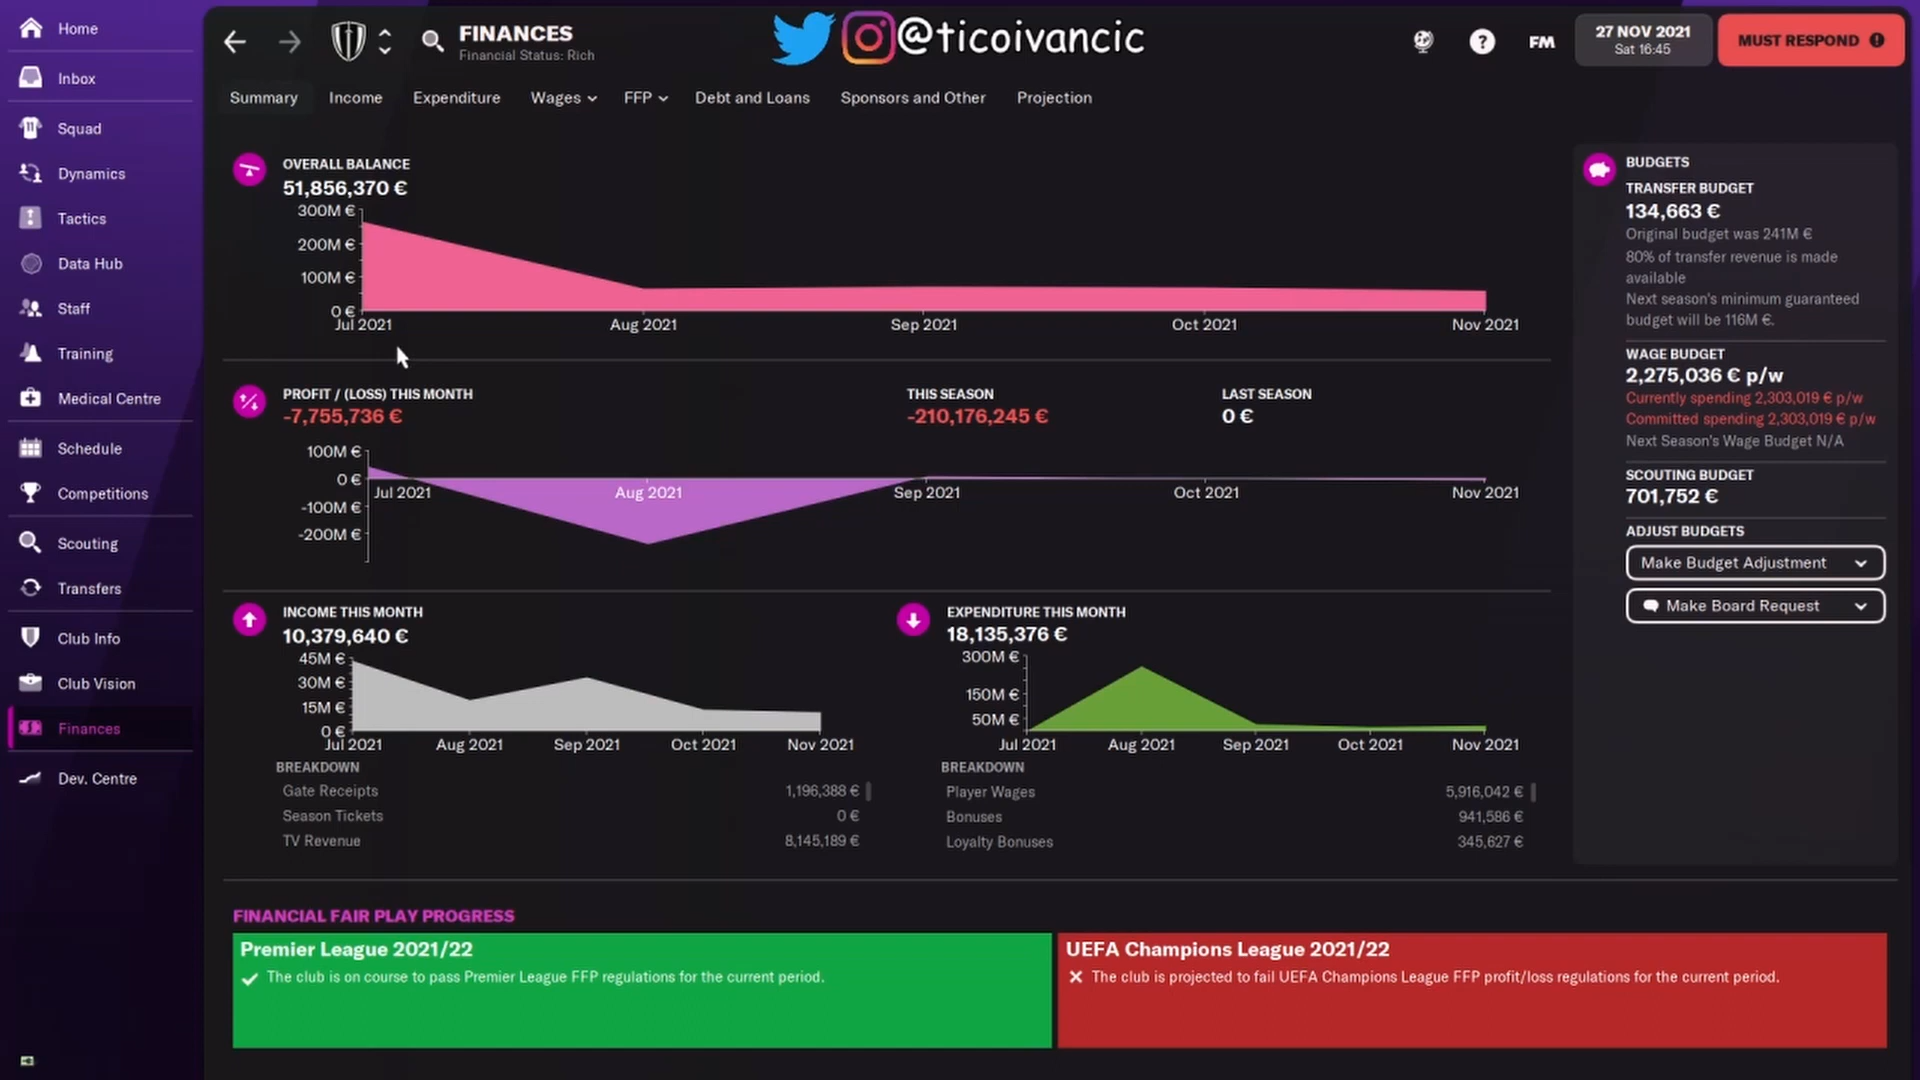 Home
Inbox
Squad
Dynamics
Tactics
Data Hub
Staff
Training
Medical Centre
Schedule
Competitions
Scouting
Transfers
Club Info
Club Vision
Finances
Dev. Centre
FINANCES
Financial Status: Rich
@ticoivancic
?
FM
27 NOV 2021
Sat 16:45
MUST RESPOND
Summary
Income
Expenditure
Wages
FFP
Debt and Loans
Sponsors and Other
Projection
OVERALL BALANCE
51,856,370 €
300M €
200M €
100M €
0 €
Jul 2021
Aug 2021
Sep 2021
Oct 2021
Nov 2021
PROFIT / (LOSS) THIS MONTH
-7,755,736 €
THIS SEASON
-210,176,245 €
LAST SEASON
0 €
100M €
0 €
-100M €
-200M €
Jul 2021
Aug 2021
Sep 2021
Oct 2021
Nov 2021
INCOME THIS MONTH
10,379,640 €
45M €
30M €
15M €
0 €
Jul 2021
Aug 2021
Sep 2021
Oct 2021
Nov 2021
BREAKDOWN
Gate Receipts 1,196,388 €
Season Tickets 0 €
TV Revenue 8,145,189 €
EXPENDITURE THIS MONTH
18,135,376 €
300M €
150M €
50M €
Jul 2021
Aug 2021
Sep 2021
Oct 2021
Nov 2021
BREAKDOWN
Player Wages 5,916,042 €
Bonuses 941,586 €
Loyalty Bonuses 345,627 €
BUDGETS
TRANSFER BUDGET
134,663 €
Original budget was 241M €
80% of transfer revenue is made
available
Next season's minimum guaranteed
budget will be 116M €.
WAGE BUDGET
2,275,036 € p/w
Currently spending 2,303,019 € p/w
Committed spending 2,303,019 € p/w
Next Season's Wage Budget N/A
SCOUTING BUDGET
701,752 €
ADJUST BUDGETS
Make Budget Adjustment
Make Board Request
FINANCIAL FAIR PLAY PROGRESS
Premier League 2021/22
The club is on course to pass Premier League FFP regulations for the current period.
UEFA Champions League 2021/22
The club is projected to fail UEFA Champions League FFP profit/loss regulations for the current period.